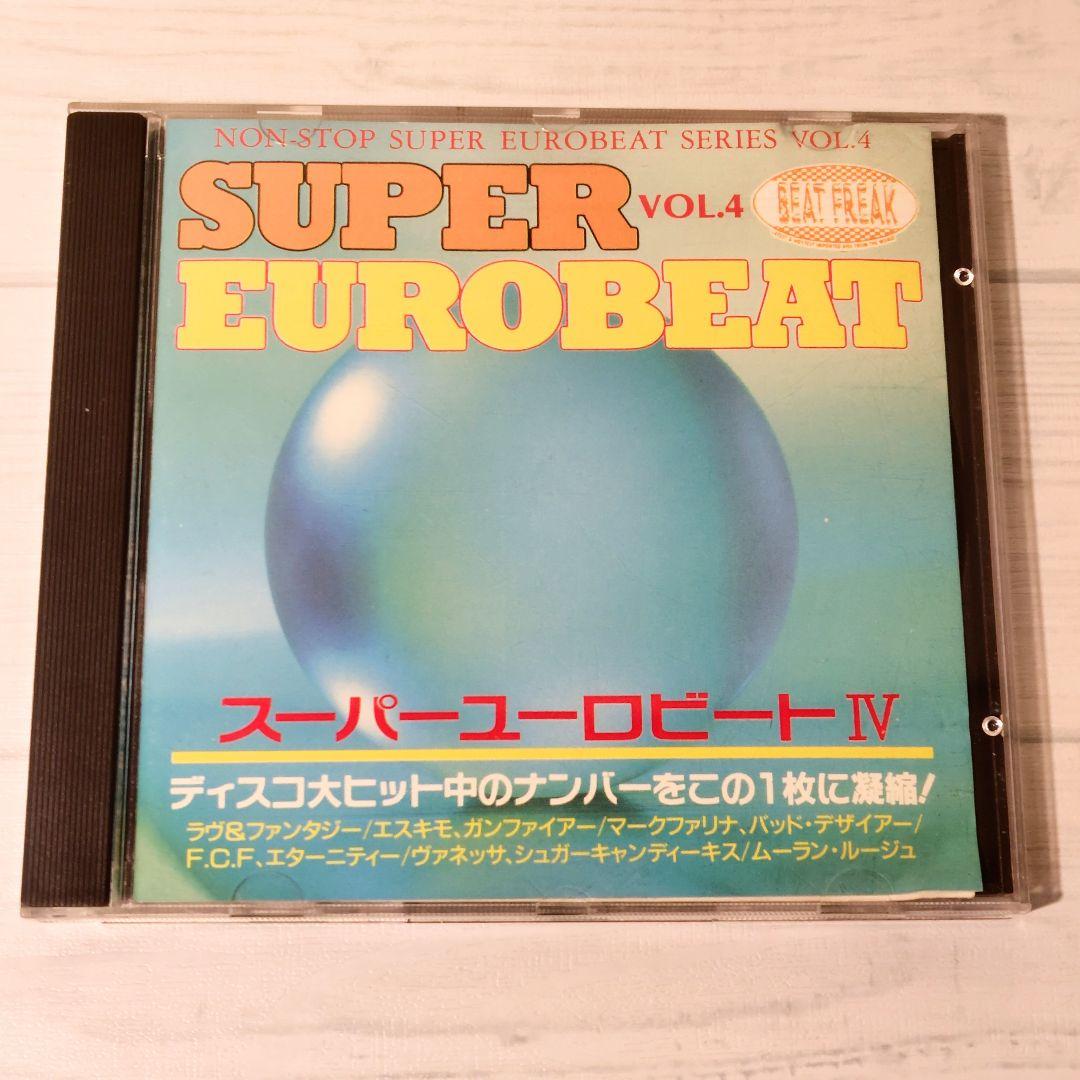 NON-STOP SUPER EUROBEAT SERIES VOL.4
SUPER
VOL.4
BEAT FREAK
EUROBEAT
スーパーユーロビートⅣ
ディスコ大ヒット中のナンバーをこの1枚に凝縮!
ラヴ&ファンタジー/エスキモ、ガンファイアー/マークファリナ、バッド・デザイアー/
F.C.F、エターニティー/ヴァネッサ、シュガーキャンディーキス/ムーラン・ルージュ